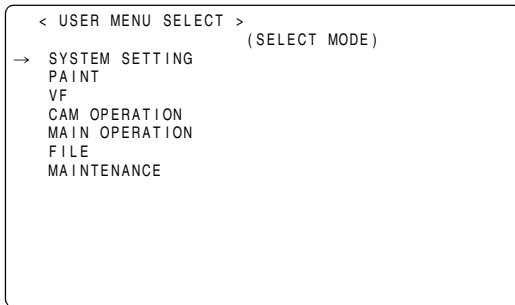 < USER MENU SELECT >
(SELECT MODE)
→ SYSTEM SETTING
PAINT
VF
CAM OPERATION
MAIN OPERATION
FILE
MAINTENANCE